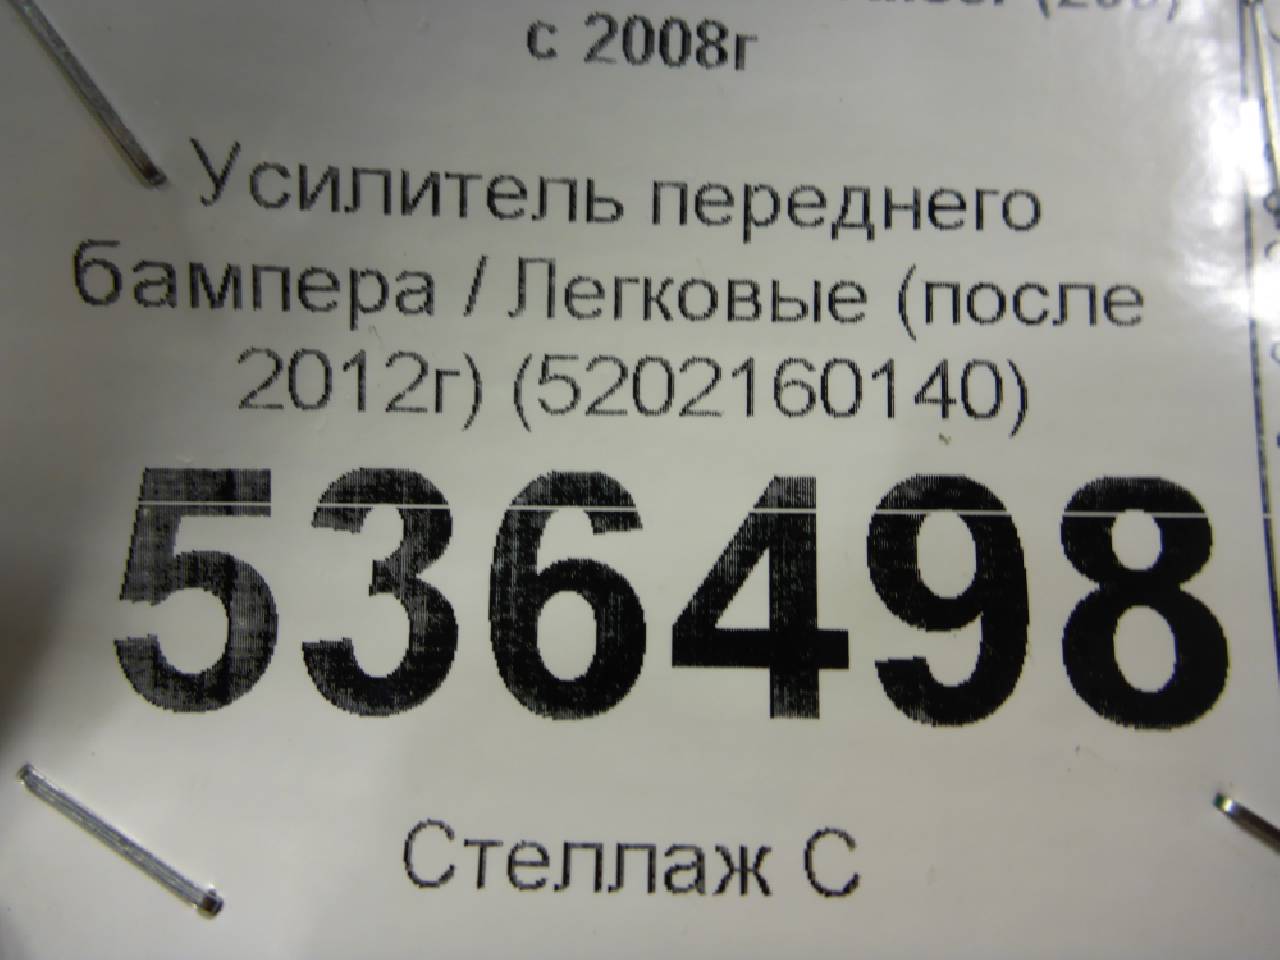 с 2008г
Усилитель переднего
бампера / Легковые (после
2012г) (5202160140)
536498
Стеллаж С